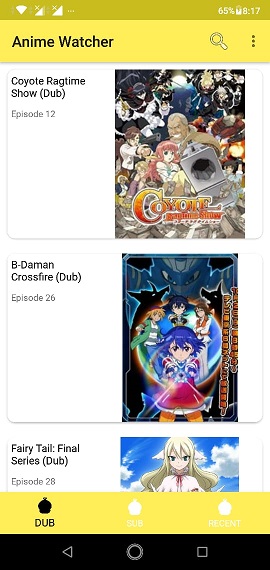 65% 8:17
Anime Watcher
Coyote Ragtime
Show (Dub)
Episode 12
COYOTE
Ragtime Show
B-Daman
Crossfire (Dub)
Episode 26
Fairy Tail: Final
Series (Dub)
Episode 28
DUB
SUB
RECENT